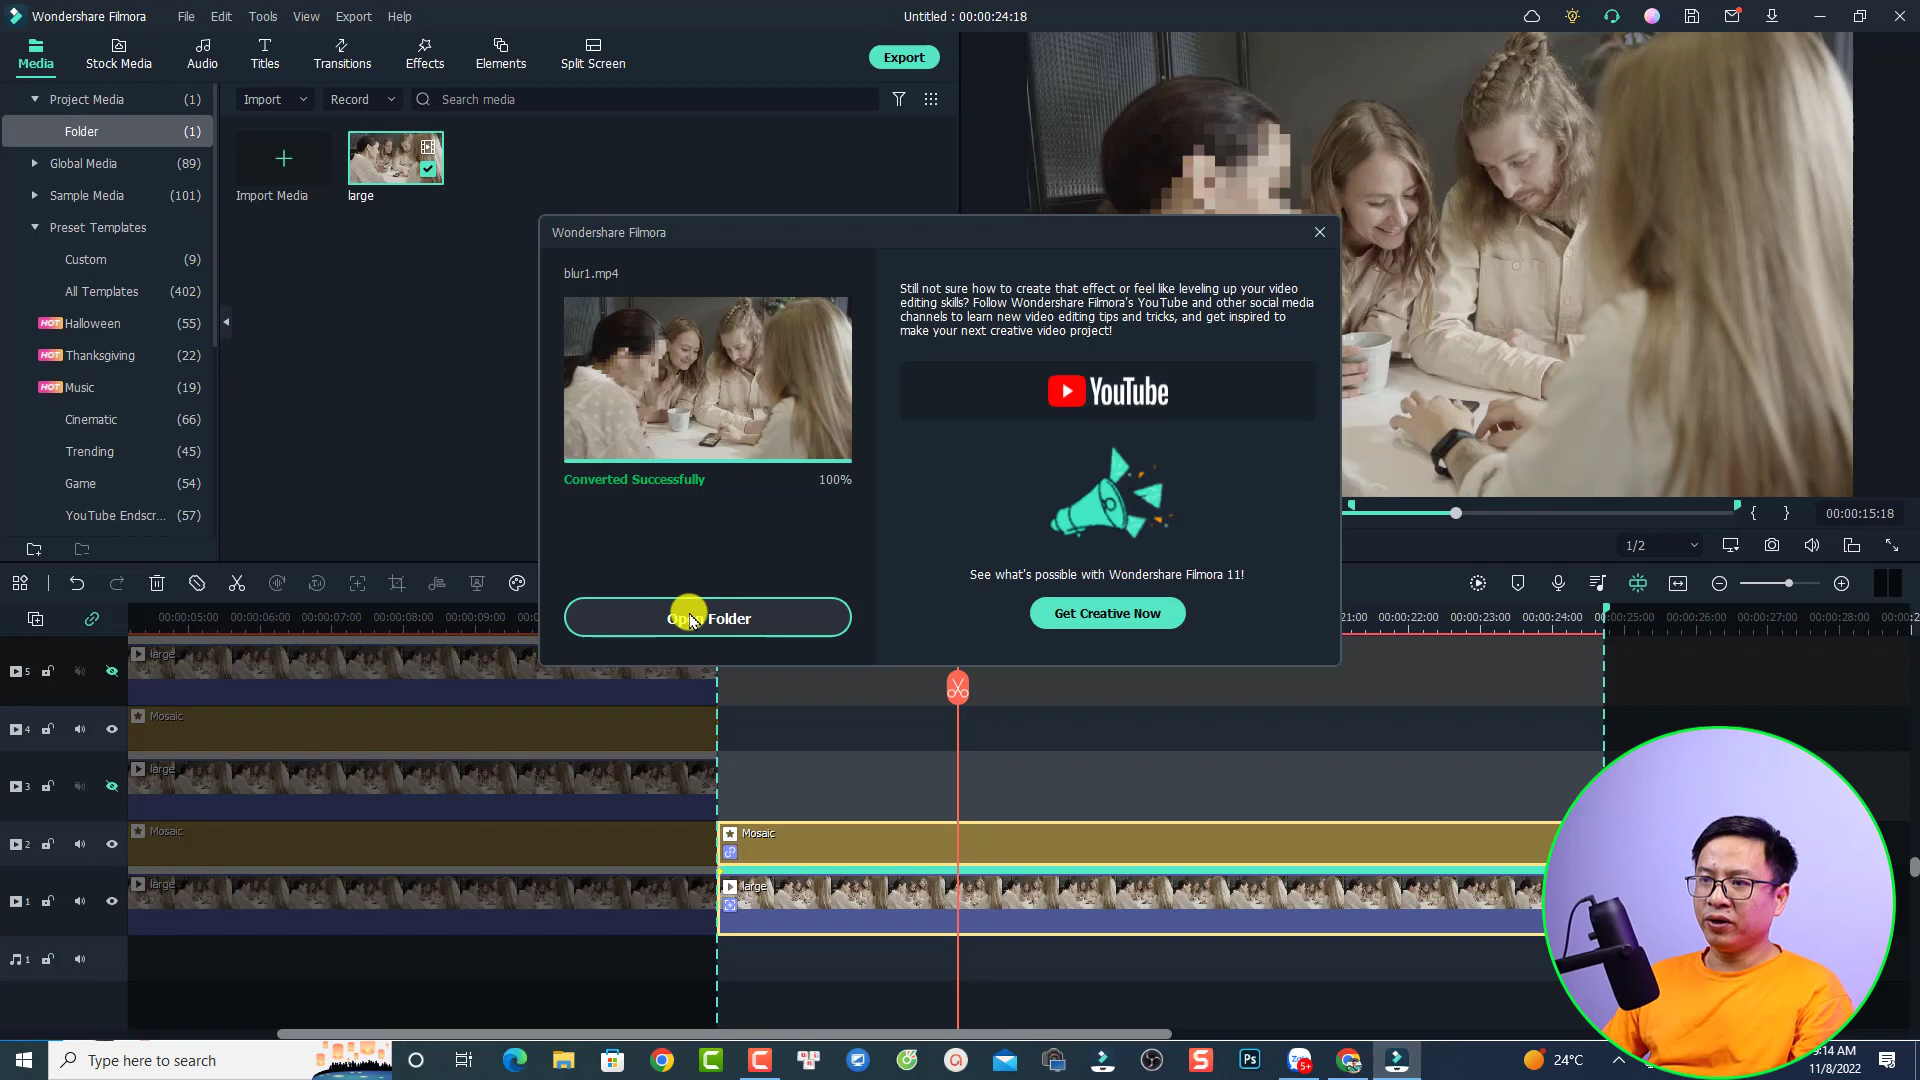 Wondershare Filmora File Edit Tools View Export Help Untitled : 00:00:24:18
Media Stock Media Audio Titles Transitions Effects Elements Split Screen Export
Project Media (1)
Folder (1)
Global Media (89)
Sample Media (101)
Preset Templates
Custom (9)
All Templates (402)
HOT Halloween (55)
HOT Thanksgiving (22)
HOT Music (19)
Cinematic (66)
Trending (45)
Game (54)
YouTube Endscr... (57)
Import Record Search media
Import Media large
Wondershare Filmora
blur1.mp4
Converted Successfully 100%
Open Folder
Still not sure how to create that effect or feel like leveling up your video
editing skills? Follow Wondershare Filmora's YouTube and other social media
channels to learn new video editing tips and tricks, and get inspired to
make your next creative video project!
YouTube
See what's possible with Wondershare Filmora 11!
Get Creative Now
{ } 00:00:15:18
1/2
00:00:05:00 00:00:06:00 00:00:07:00 00:00:08:00 00:00:09:00 21:00 00:00:22:00 00:00:23:00 00:00:24:00 00:00:25:00 00:00:26:00 00:00:27:00 00:00:28:00
5 large
4 Mosaic
3 large
2 Mosaic Mosaic
1 large large
1
Type here to search
Ps
5+
24°C
9:14 AM
11/8/2022